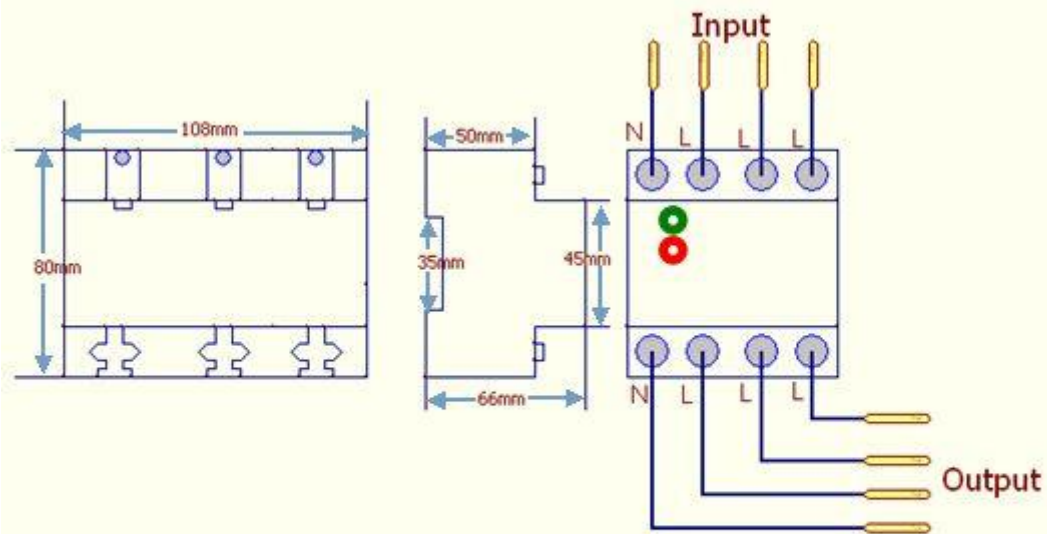 Input
108mm
50mm
N L L L
80mm
35mm
45mm
66mm
N L L L
Output